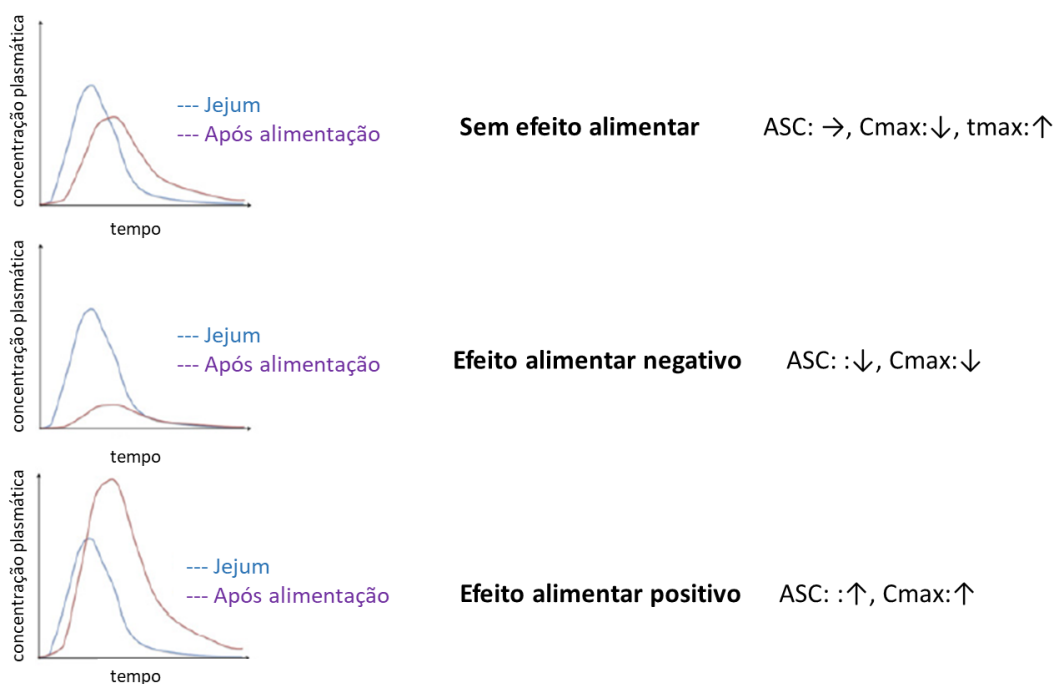 concentração plasmática
--- Jejum
--- Após alimentação
Sem efeito alimentar
ASC: →, Cmax:↓, tmax:↑
tempo
concentração plasmática
--- Jejum
--- Após alimentação
Efeito alimentar negativo
ASC: :↓, Cmax:↓
tempo
concentração plasmática
--- Jejum
--- Após alimentação
Efeito alimentar positivo
ASC: :↑, Cmax:↑
tempo